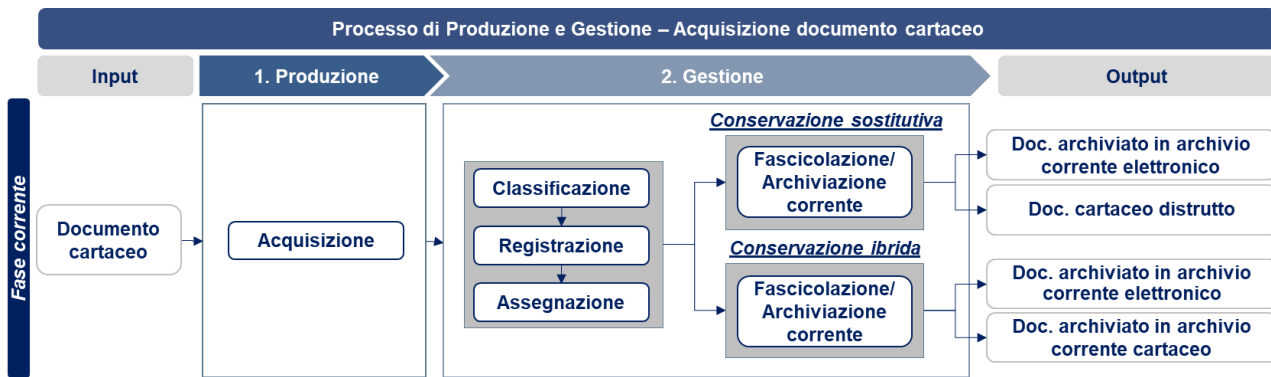 Processo di Produzione e Gestione – Acquisizione documento cartaceo
Input
1. Produzione
2. Gestione
Output
Fase corrente
Documento
cartaceo
Acquisizione
Classificazione
Registrazione
Assegnazione
Conservazione sostitutiva
Fascicolazione/
Archiviazione
corrente
Conservazione ibrida
Fascicolazione/
Archiviazione
corrente
Doc. archiviato in archivio
corrente elettronico
Doc. cartaceo distrutto
Doc. archiviato in archivio
corrente elettronico
Doc. archiviato in archivio
corrente cartaceo